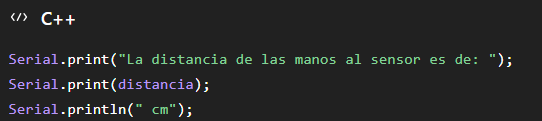 </> C++
Serial.print("La distancia de las manos al sensor es de: ");
Serial.print(distancia);
Serial.println(" cm");